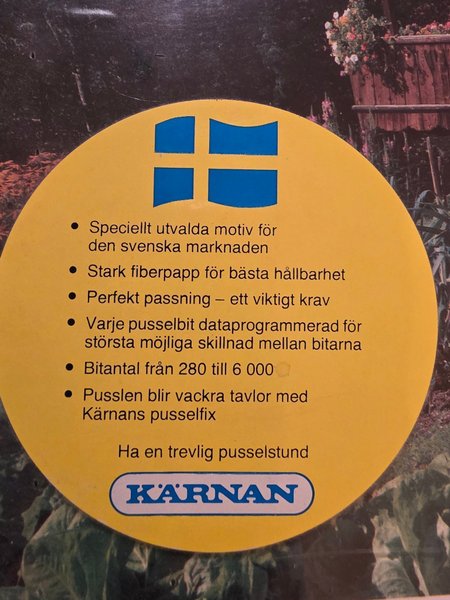 • Speciellt utvalda motiv för
den svenska marknaden
• Stark fiberpapp för bästa hållbarhet
• Perfekt passning – ett viktigt krav
• Varje pusselbit dataprogrammerad för
största möjliga skillnad mellan bitarna
• Bitantal från 280 till 6 000
• Pusslen blir vackra tavlor med
Kärnans pusselfix
Ha en trevlig pusselstund
KÄRNAN